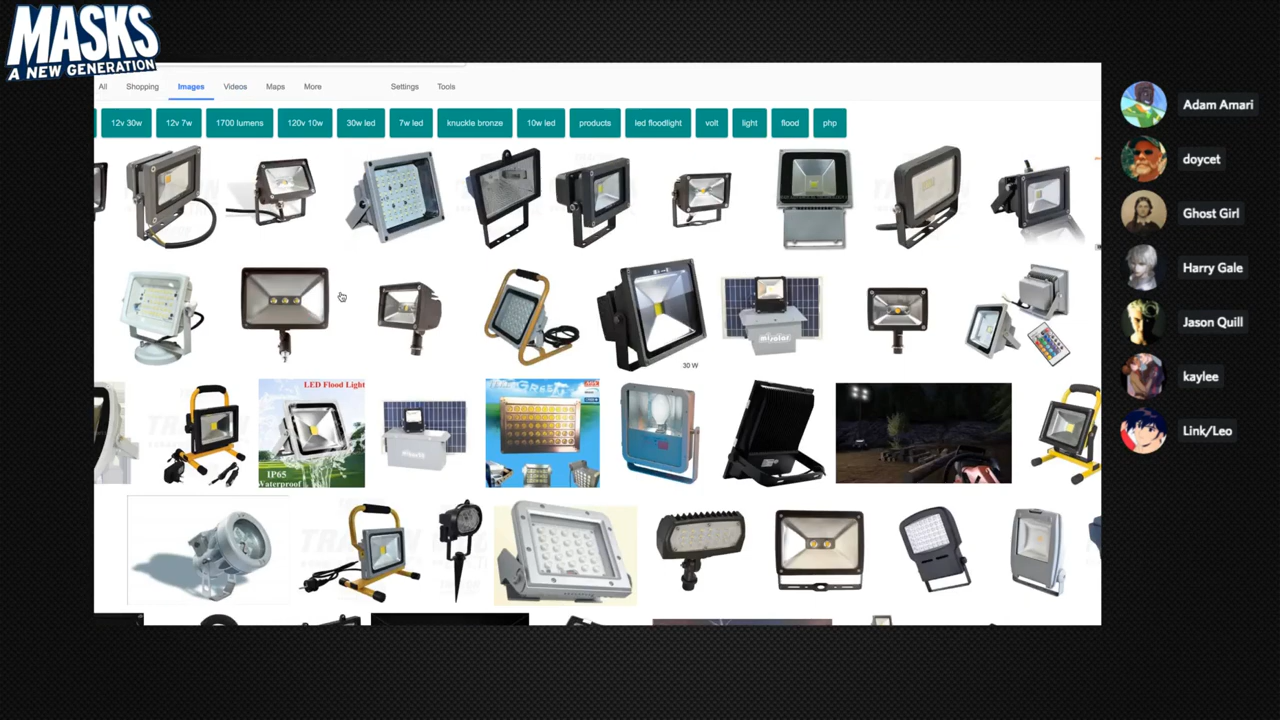 MASKS
A NEW GENERATION
All Shopping Images Videos Maps More Settings Tools
12v 30w 12v 7w 1700 lumens 120v 10w 30w led 7w led knuckle bronze 10w led products led floodlight volt light flood php
30 W
LED Flood Light
IP65
Waterproof
Adam Amari
doycet
Ghost Girl
Harry Gale
Jason Quill
kaylee
Link/Leo